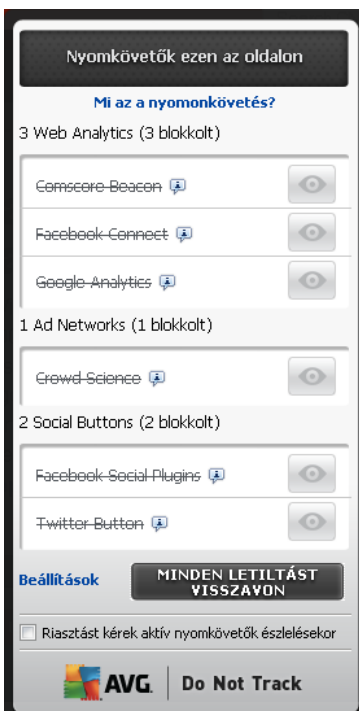 Nyomkövetők ezen az oldalon
Mi az a nyomonkövetés?
3 Web Analytics (3 blokkolt)
Comscore Beacon
Facebook Connect
Google Analytics
1 Ad Networks (1 blokkolt)
Crowd Science
2 Social Buttons (2 blokkolt)
Facebook Social Plugins
Twitter Button
Beállítások
MINDEN LETILTÁST
VISSZAVON
Riasztást kérek aktív nyomkövetők észlelésekor
AVG. Do Not Track